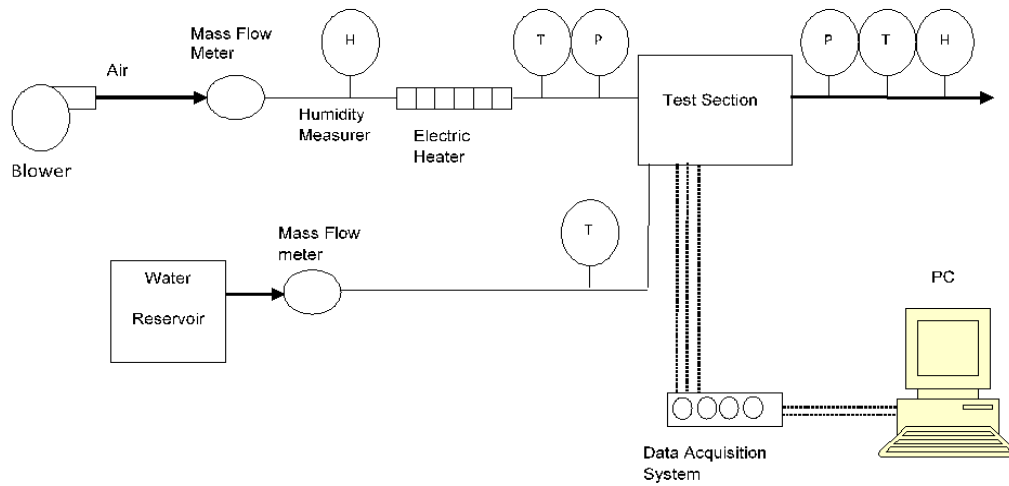 Mass Flow
Meter
Air
H
T
P
P
T
H
Test Section
Humidity
Measurer
Electric
Heater
Blower
Mass Flow
meter
T
Water
Reservoir
PC
Data Acquisition
System